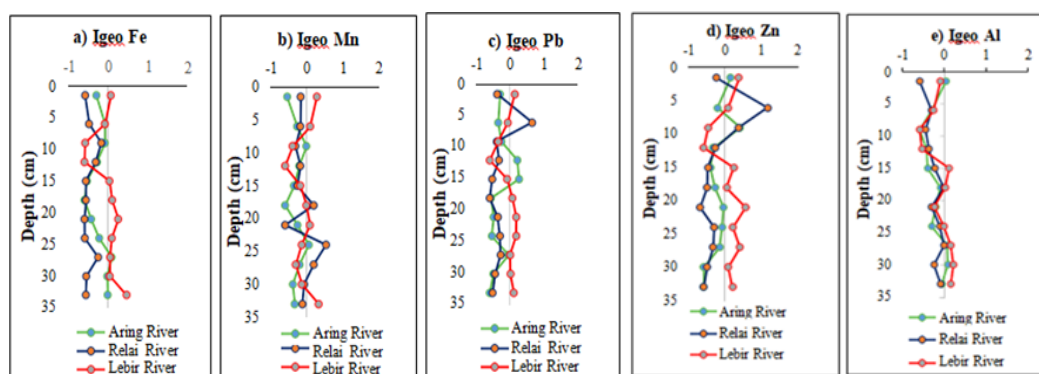 a) Igeo Fe
-1 0 1 2
Depth (cm)
0
5
10
15
20
25
30
35
Aring River
Relai River
Lebir River
b) Igeo Mn
-1 0 1 2
Depth (cm)
0
5
10
15
20
25
30
35
Aring River
Relai River
Lebir River
c) Igeo Pb
-1 0 1 2
Depth (cm)
0
5
10
15
20
25
30
35
Aring River
Relai River
Lebir River
d) Igeo Zn
-1 0 1 2
Depth (cm)
0
5
10
15
20
25
30
35
Aring River
Relai River
Lebir River
e) Igeo Al
-1 0 1 2
Depth (cm)
0
5
10
15
20
25
30
35
Aring River
Relai River
Lebir River